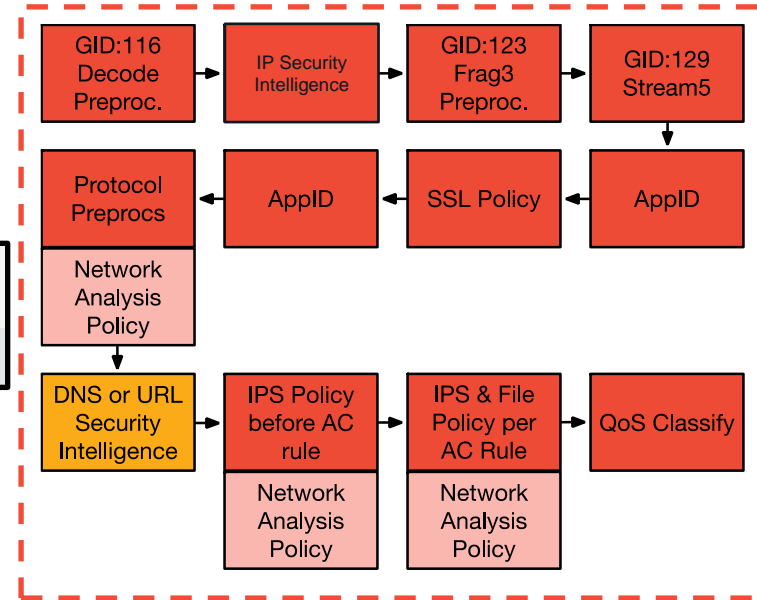 GID:116
Decode
Preproc.
IP Security
Intelligence
GID:123
Frag3
Preproc.
GID:129
Stream5
Protocol
Preprocs
AppID
SSL Policy
AppID
Network
Analysis
Policy
DNS or URL
Security
Intelligence
IPS Policy
before AC
rule
IPS & File
Policy per
AC Rule
QoS Classify
Network
Analysis
Policy
Network
Analysis
Policy